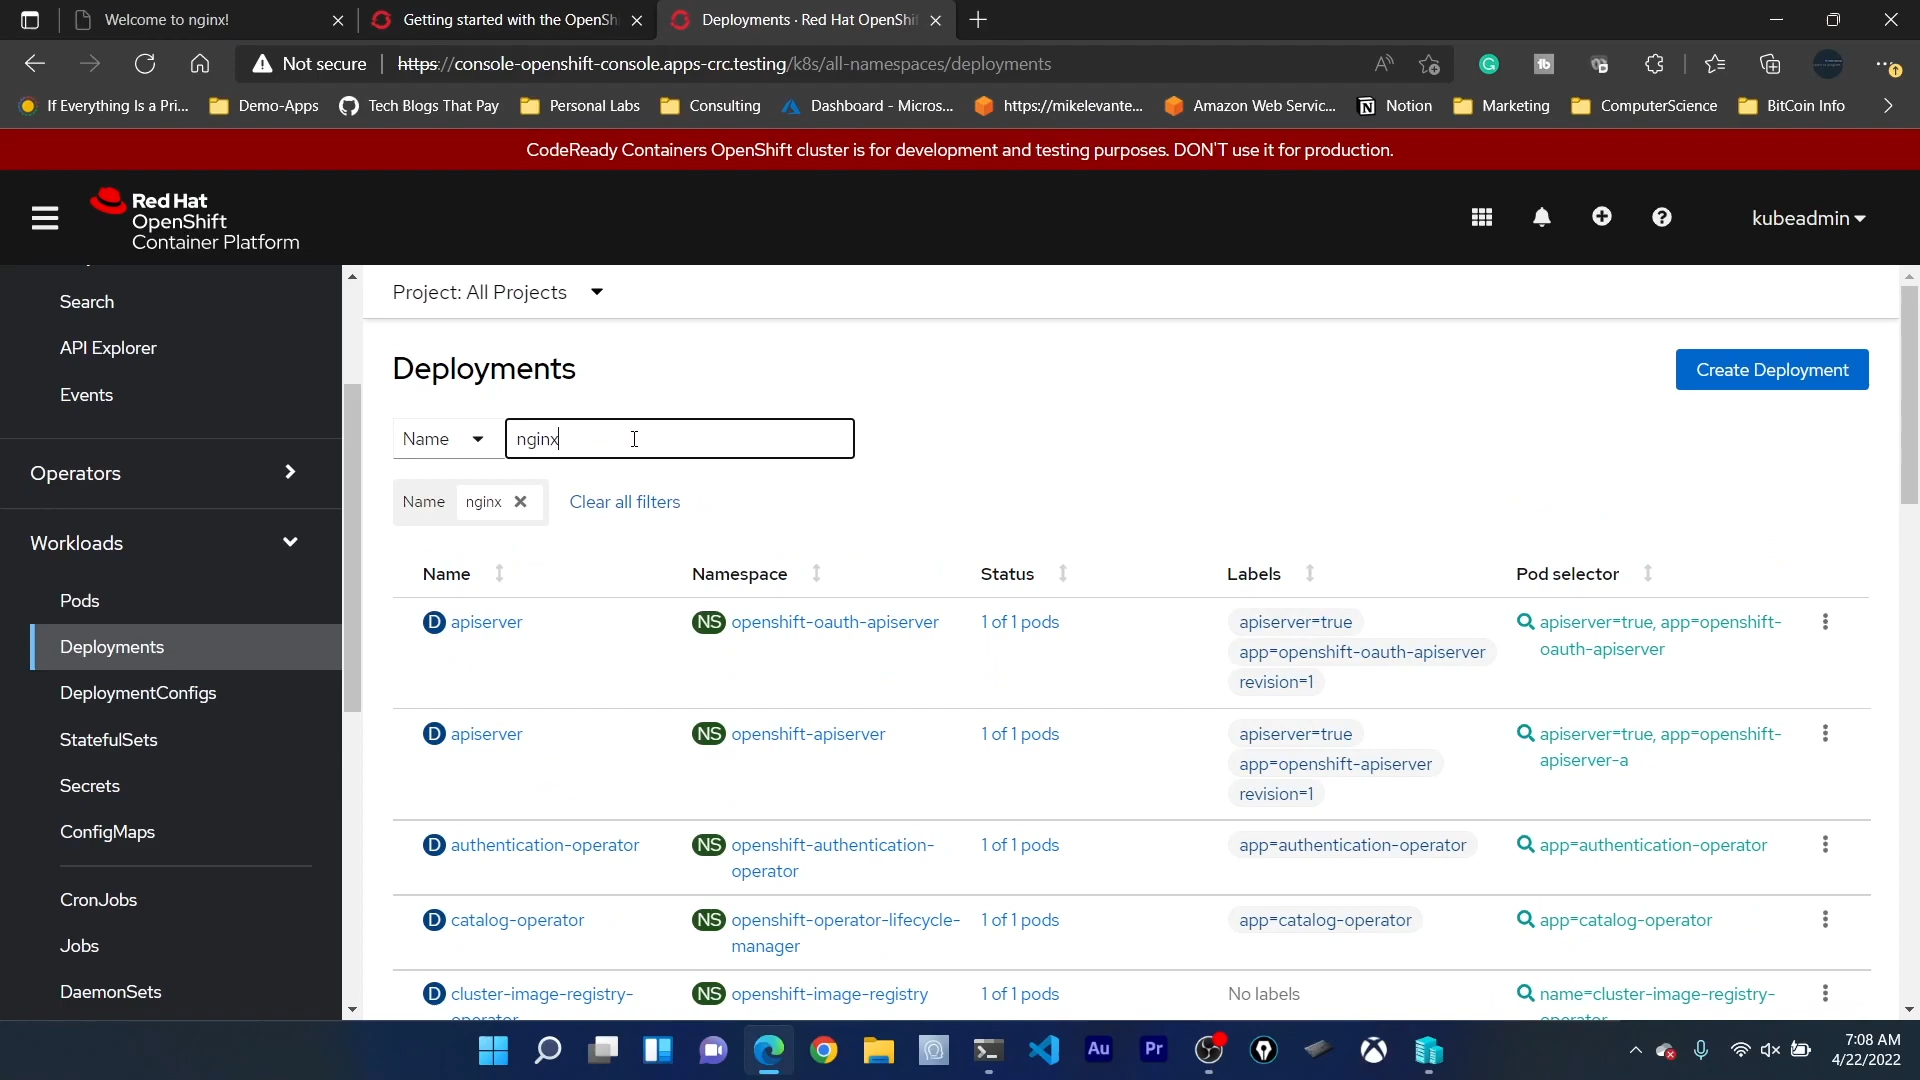 Welcome to nginx!
Getting started with the OpenSh
Deployments · Red Hat OpenShi
Not secure
https://console-openshift-console.apps-crc.testing/k8s/all-namespaces/deployments
If Everything Is a Pri...
Demo-Apps
Tech Blogs That Pay
Personal Labs
Consulting
Dashboard - Micros...
https://mikelevante...
Amazon Web Servic...
Notion
Marketing
ComputerScience
BitCoin Info
CodeReady Containers OpenShift cluster is for development and testing purposes. DON'T use it for production.
Red Hat
OpenShift
Container Platform
kubeadmin
Search
API Explorer
Events
Operators
Workloads
Pods
Deployments
DeploymentConfigs
StatefulSets
Secrets
ConfigMaps
CronJobs
Jobs
DaemonSets
Project: All Projects
Deployments
Create Deployment
Name
nginx
Name nginx
Clear all filters
Name Namespace Status Labels Pod selector
D apiserver
NS openshift-oauth-apiserver
1 of 1 pods
apiserver=true
app=openshift-oauth-apiserver
revision=1
apiserver=true, app=openshift-
oauth-apiserver
D apiserver
NS openshift-apiserver
1 of 1 pods
apiserver=true
app=openshift-apiserver
revision=1
apiserver=true, app=openshift-
apiserver-a
D authentication-operator
NS openshift-authentication-
operator
1 of 1 pods
app=authentication-operator
app=authentication-operator
D catalog-operator
NS openshift-operator-lifecycle-
manager
1 of 1 pods
app=catalog-operator
app=catalog-operator
D cluster-image-registry-
operator
NS openshift-image-registry
1 of 1 pods
No labels
name=cluster-image-registry-
operator
Au
Pr
7:08 AM
4/22/2022